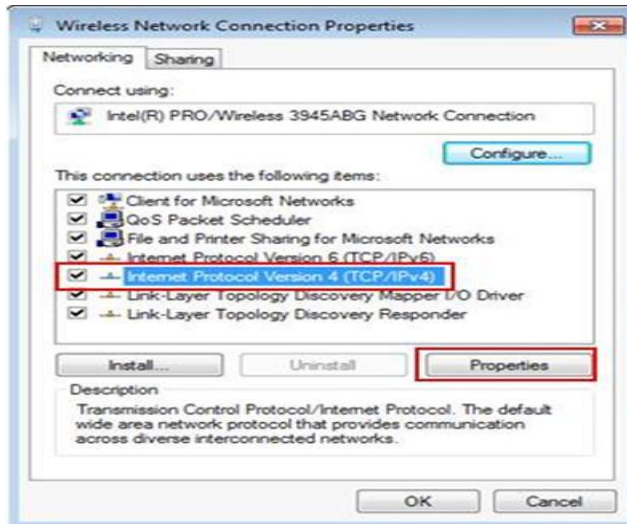 Wireless Network Connection Properties
Networking
Sharing
Connect using:
Intel(R) PRO/Wireless 3945ABG Network Connection
Configure...
This connection uses the following items:
Client for Microsoft Networks
QoS Packet Scheduler
File and Printer Sharing for Microsoft Networks
Internet Protocol Version 6 (TCP/IPv6)
Internet Protocol Version 4 (TCP/IPv4)
Link-Layer Topology Discovery Mapper I/O Driver
Link-Layer Topology Discovery Responder
Install...
Uninstall
Properties
Description
Transmission Control Protocol/Internet Protocol. The default
wide area network protocol that provides communication
across diverse interconnected networks.
OK
Cancel